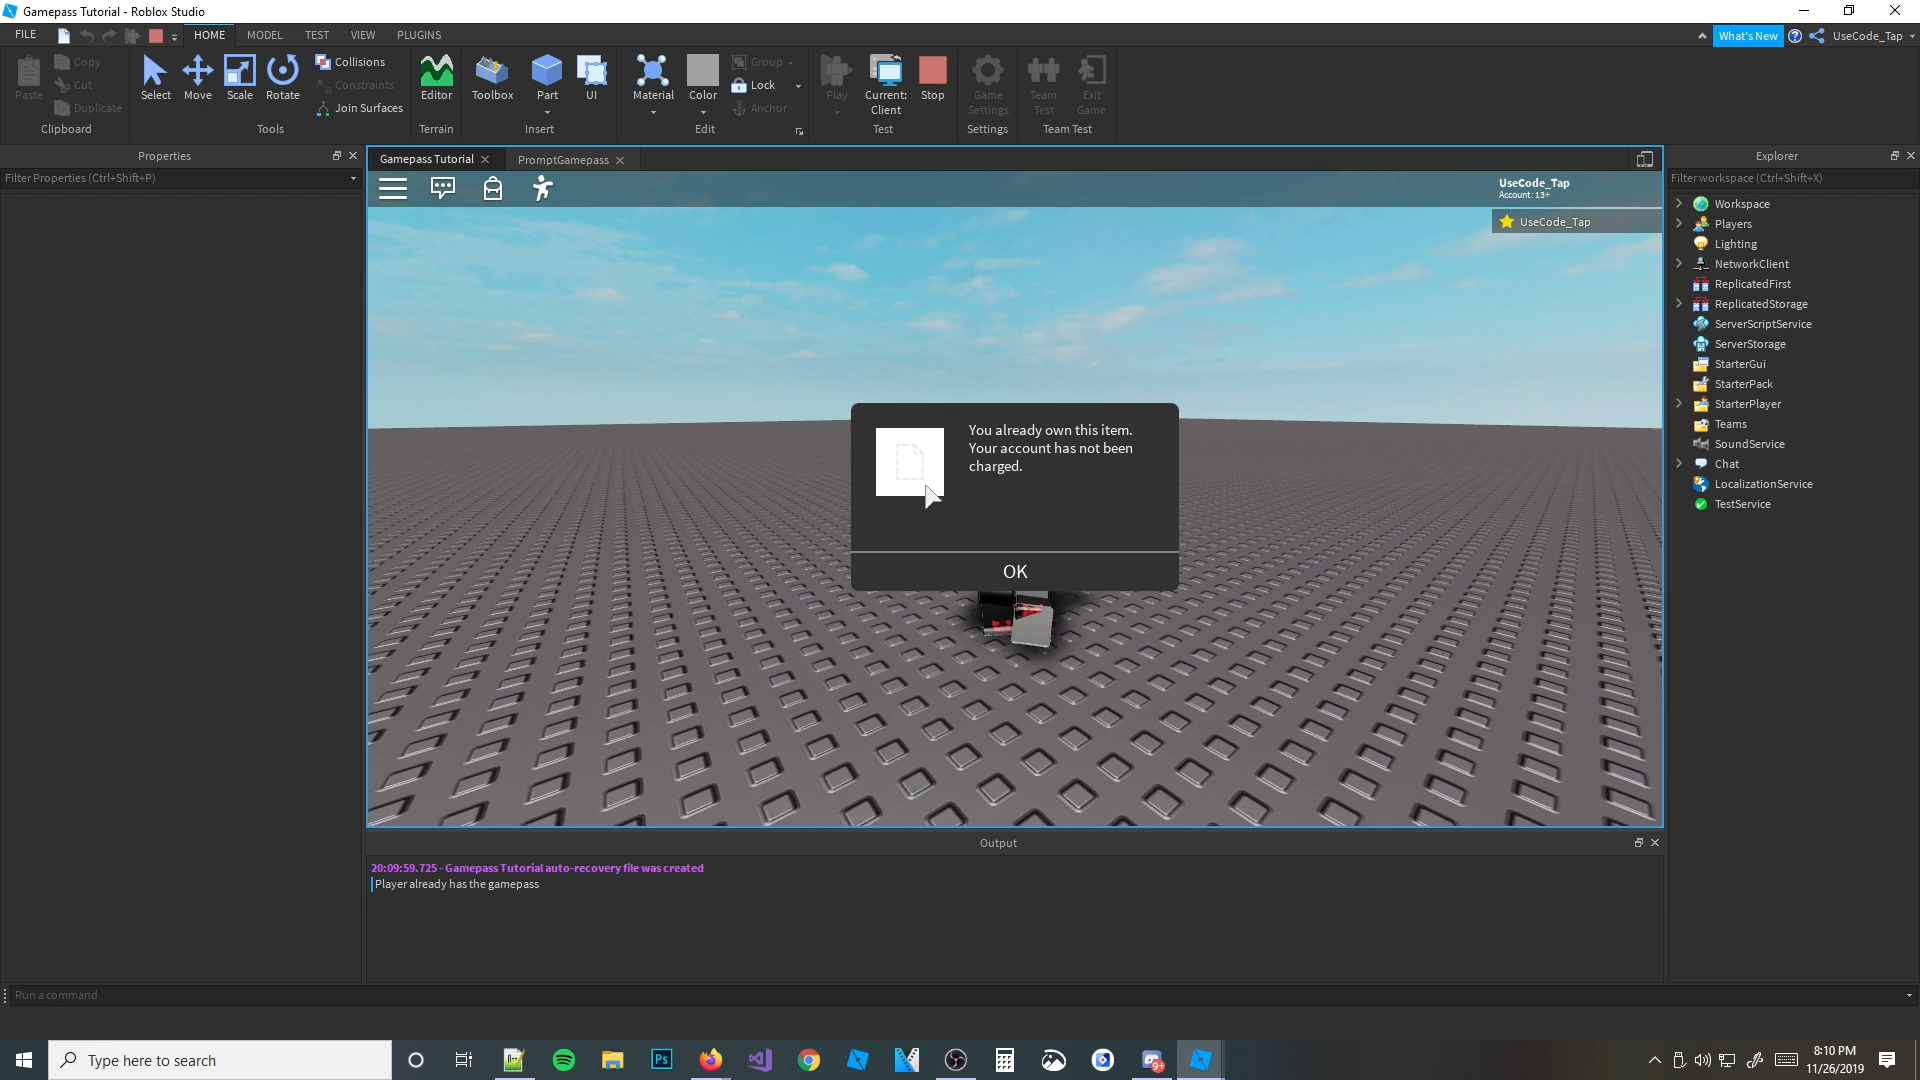 Gamepass Tutorial - Roblox Studio
FILE
HOME
MODEL
TEST
VIEW
PLUGINS
What's New
UseCode_Tap
Paste
Copy
Cut
Duplicate
Clipboard
Select
Move
Scale
Rotate
Collisions
Constraints
Join Surfaces
Tools
Editor
Terrain
Toolbox
Part
UI
Insert
Material
Color
Group
Lock
Anchor
Edit
Play
Current:
Client
Stop
Test
Game
Settings
Settings
Team
Test
Exit
Game
Team Test
Properties
Filter Properties (Ctrl+Shift+P)
Gamepass Tutorial
PromptGamepass
UseCode_Tap
Account: 13+
UseCode_Tap
You already own this item.
Your account has not been
charged.
OK
Explorer
Filter workspace (Ctrl+Shift+X)
Workspace
Players
Lighting
NetworkClient
ReplicatedFirst
ReplicatedStorage
ServerScriptService
ServerStorage
StarterGui
StarterPack
StarterPlayer
Teams
SoundService
Chat
LocalizationService
TestService
Output
20:09:59.725 - Gamepass Tutorial auto-recovery file was created
Player already has the gamepass
Run a command
Type here to search
Ps
9+
8:10 PM
11/26/2019